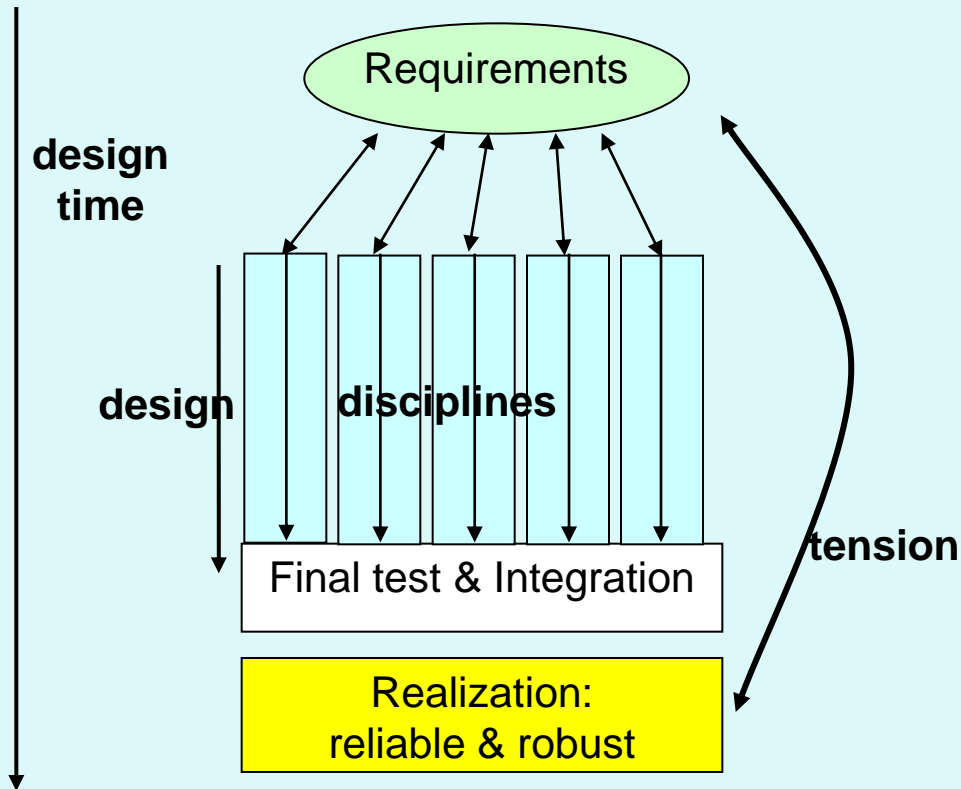 Requirements
design
time
design
disciplines
tension
Final test & Integration
Realization:
reliable & robust